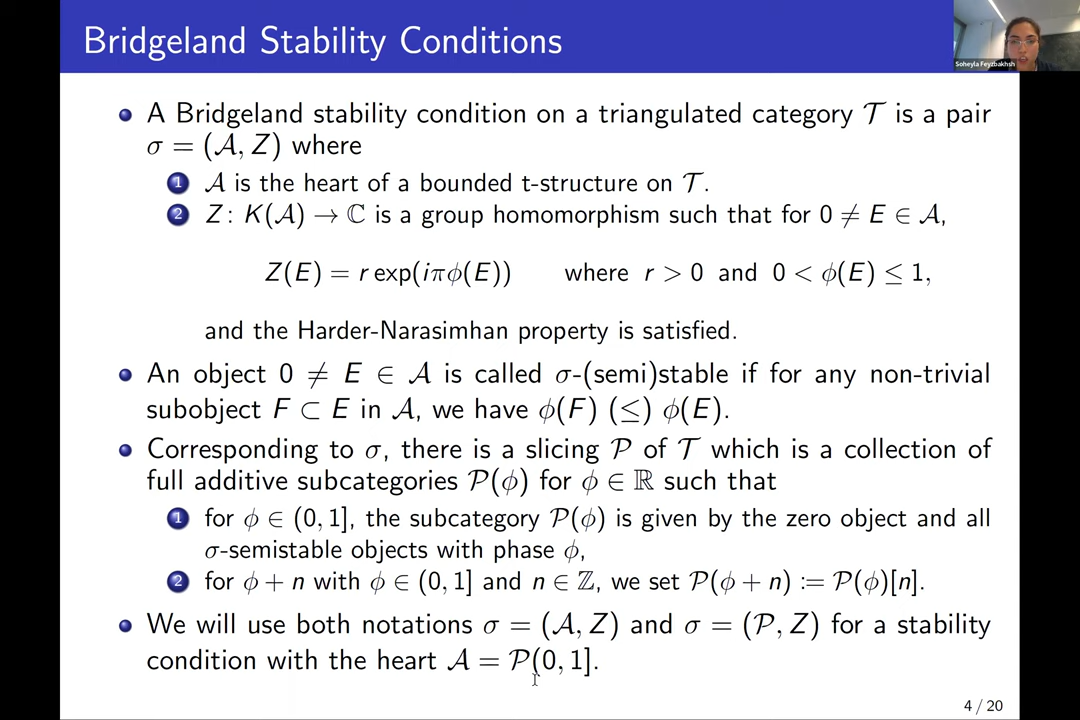 Bridgeland Stability Conditions
Soheyla Feyzbakhsh
A Bridgeland stability condition on a triangulated category 𝒯 is a pair
σ = (𝒜, Z) where
1 𝒜 is the heart of a bounded t-structure on 𝒯.
2 Z: K(𝒜) → ℂ is a group homomorphism such that for 0 ≠ E ∈ 𝒜,
Z(E) = r exp(iπϕ(E)) where r > 0 and 0 < ϕ(E) ≤ 1,
and the Harder-Narasimhan property is satisfied.
An object 0 ≠ E ∈ 𝒜 is called σ-(semi)stable if for any non-trivial
subobject F ⊂ E in 𝒜, we have ϕ(F) (≤) ϕ(E).
Corresponding to σ, there is a slicing 𝒫 of 𝒯 which is a collection of
full additive subcategories 𝒫(ϕ) for ϕ ∈ ℝ such that
1 for ϕ ∈ (0, 1], the subcategory 𝒫(ϕ) is given by the zero object and all
σ-semistable objects with phase ϕ,
2 for ϕ + n with ϕ ∈ (0, 1] and n ∈ ℤ, we set 𝒫(ϕ + n) := 𝒫(ϕ)[n].
We will use both notations σ = (𝒜, Z) and σ = (𝒫, Z) for a stability
condition with the heart 𝒜 = 𝒫(0, 1].
4 / 20